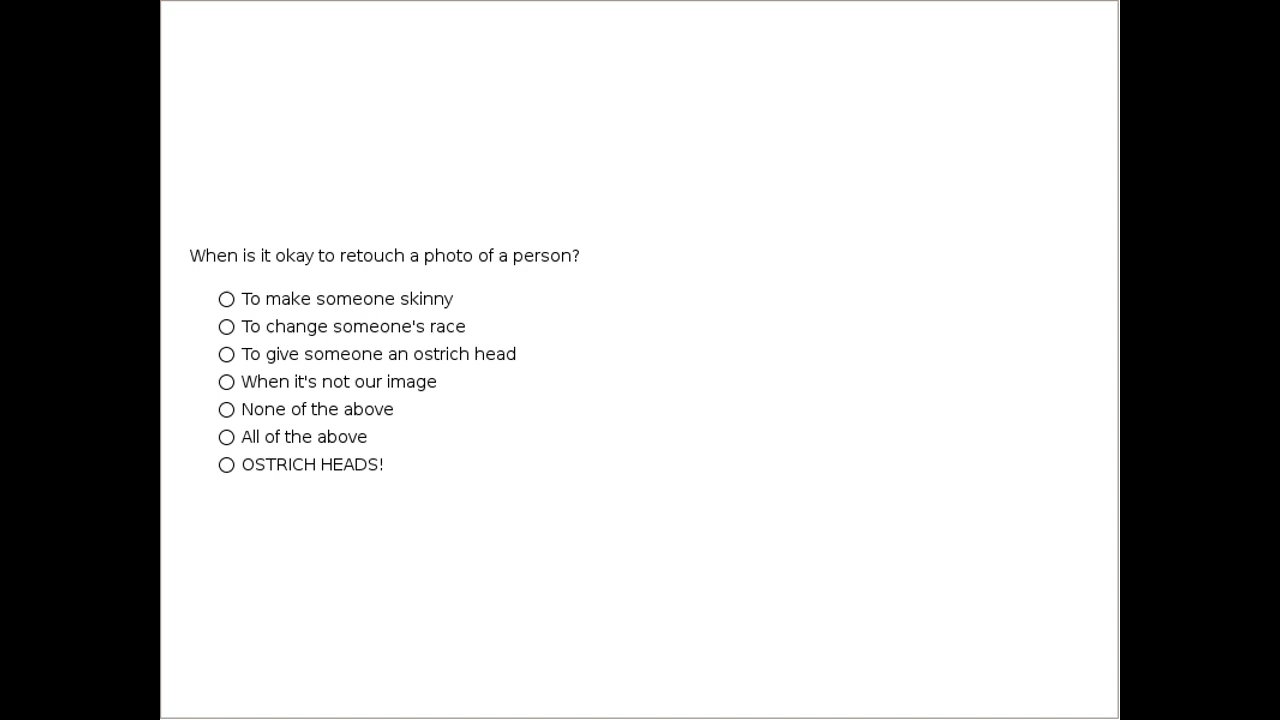 When is it okay to retouch a photo of a person?
To make someone skinny
To change someone's race
To give someone an ostrich head
When it's not our image
None of the above
All of the above
OSTRICH HEADS!